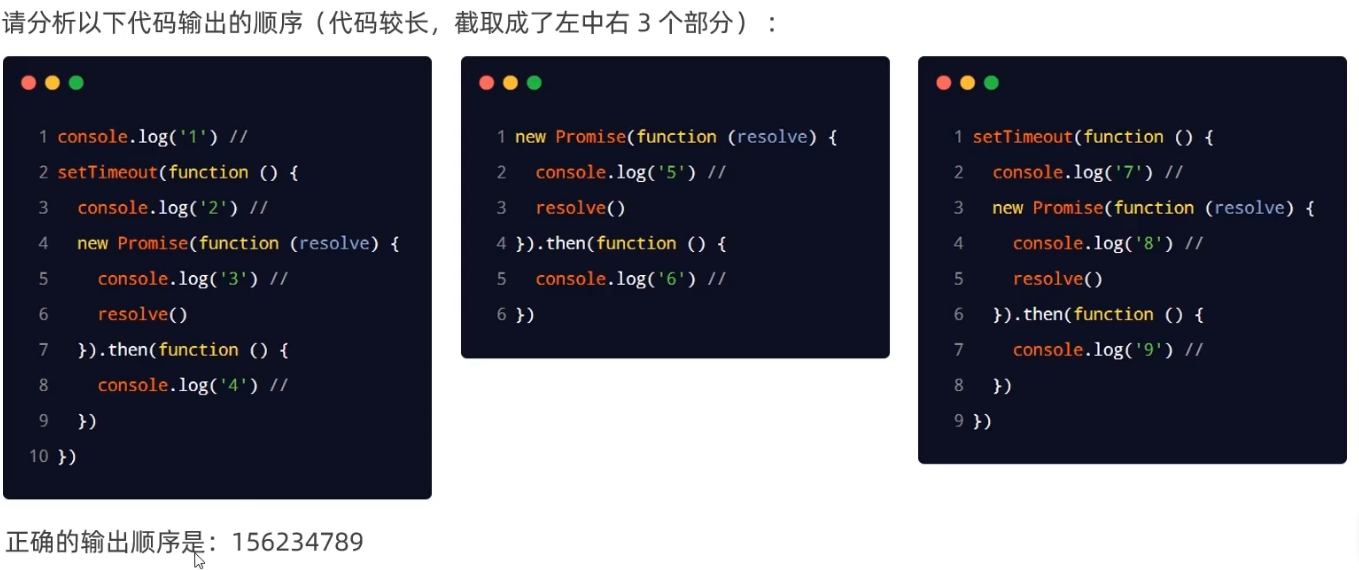 请分析以下代码输出的顺序（代码较长，截取成了左中右 3 个部分）：
1 console.log('1') //
2 setTimeout(function () {
3   console.log('2') //
4   new Promise(function (resolve) {
5     console.log('3') //
6     resolve()
7   }).then(function () {
8     console.log('4') //
9   })
10 })
1 new Promise(function (resolve) {
2   console.log('5') //
3   resolve()
4 }).then(function () {
5   console.log('6') //
6 })
1 setTimeout(function () {
2   console.log('7') //
3   new Promise(function (resolve) {
4     console.log('8') //
5     resolve()
6   }).then(function () {
7     console.log('9') //
8   })
9 })
正确的输出顺序是：156234789